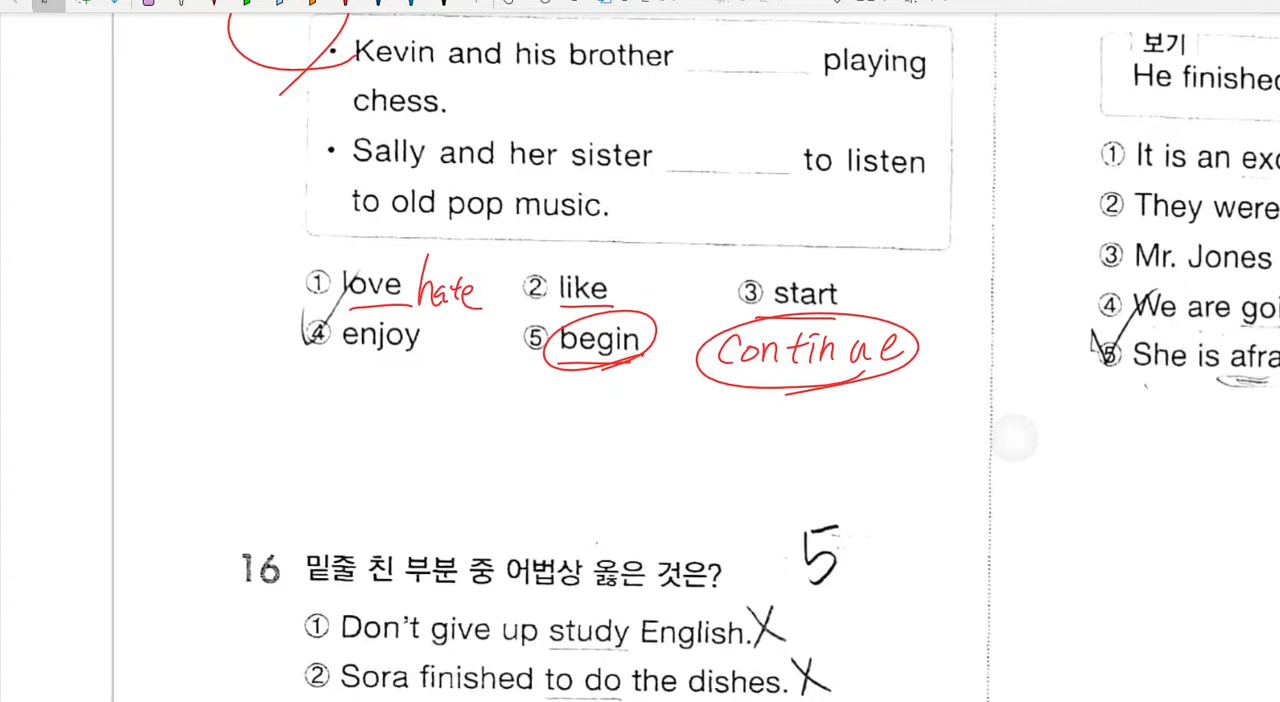 • Kevin and his brother ______ playing
chess.
• Sally and her sister ______ to listen
to old pop music.
① love hate ② like ③ start
④ enjoy ⑤ begin continue
16 밑줄 친 부분 중 어법상 옳은 것은? 5
① Don't give up study English. X
② Sora finished to do the dishes. X
보기
He finished
① It is an exc
② They were
③ Mr. Jones
④ We are goi
⑤ She is afra